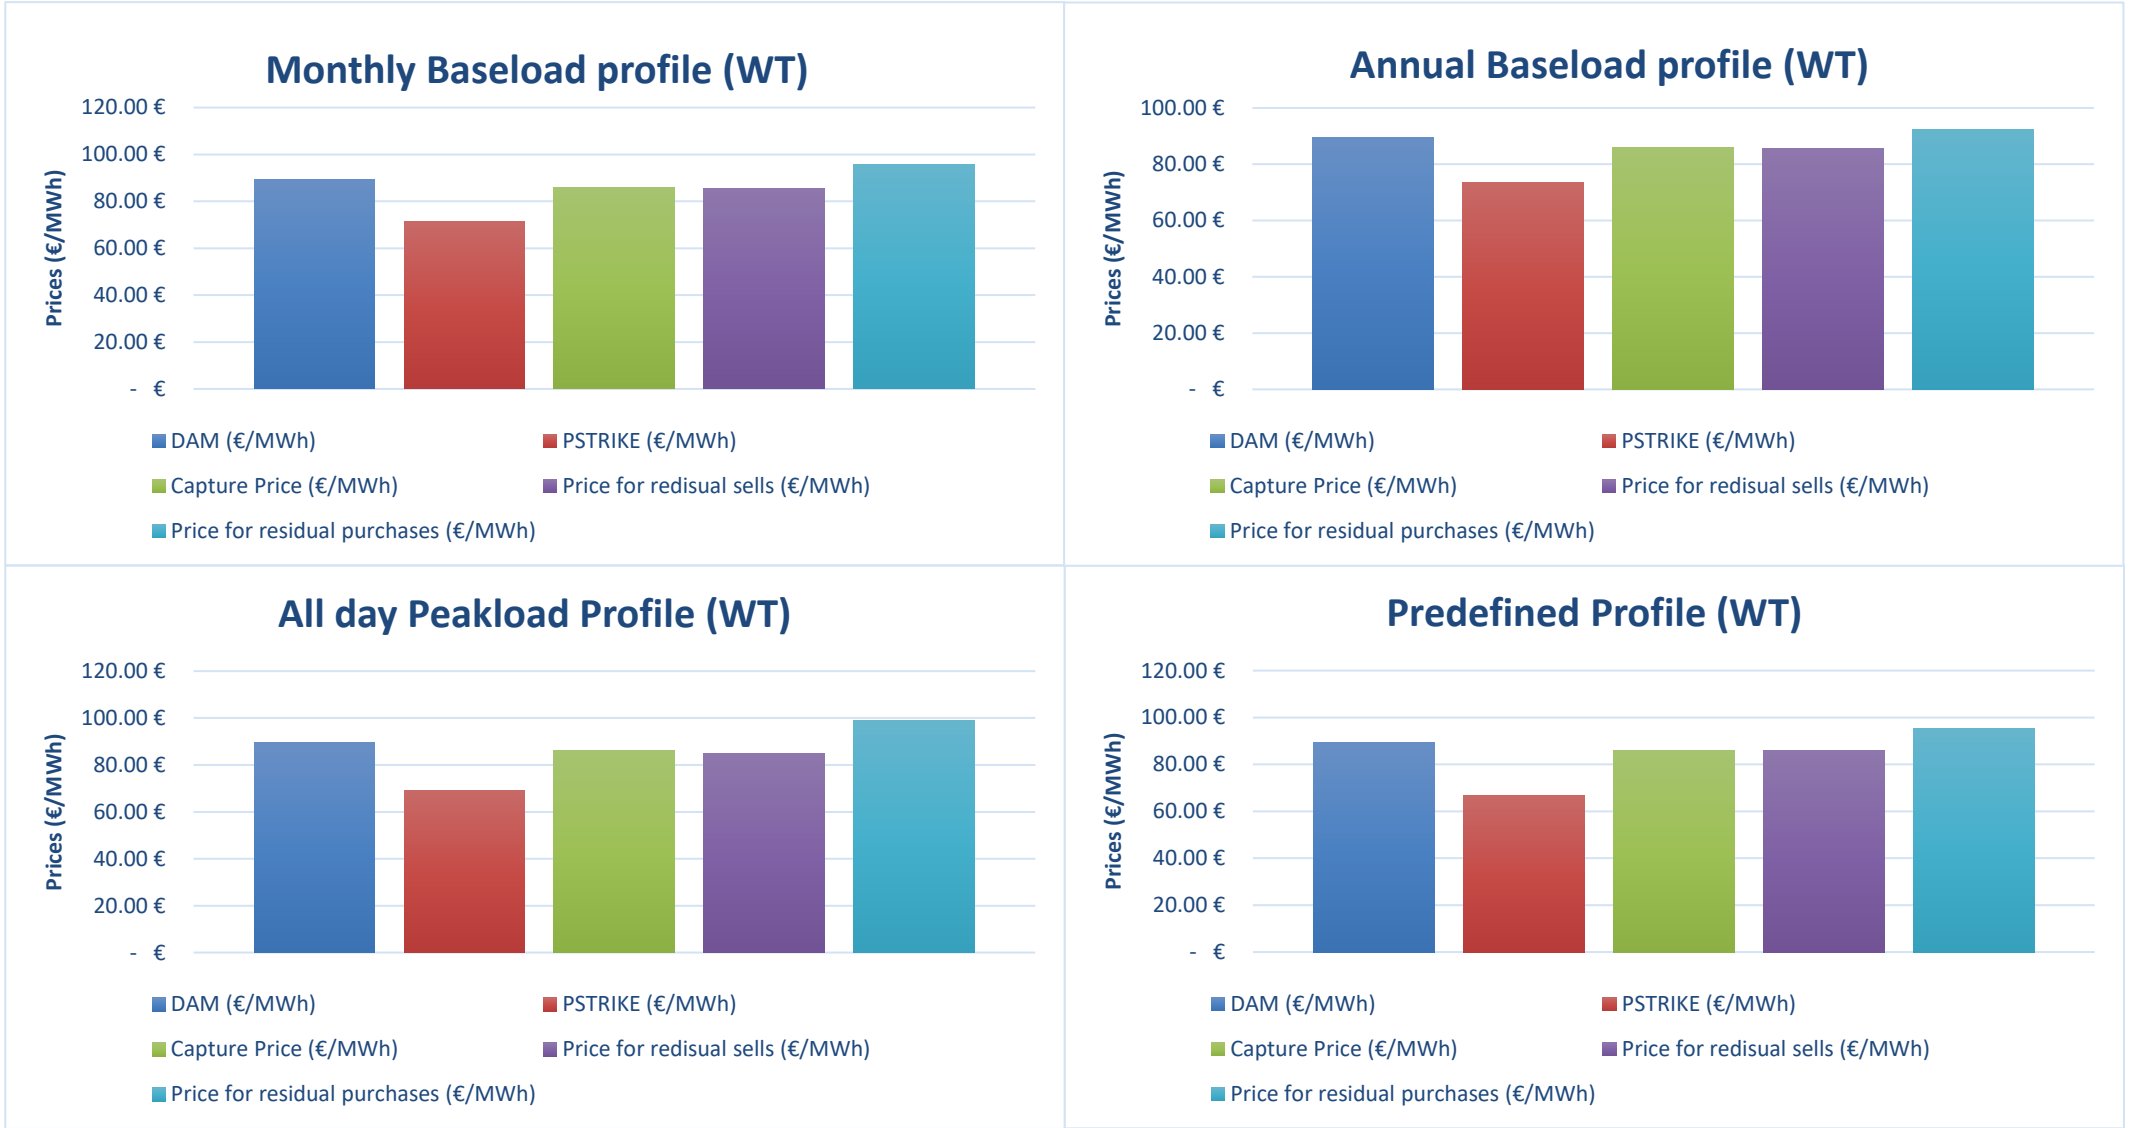 Monthly Baseload profile (WT)
120.00 €
100.00 €
80.00 €
60.00 €
40.00 €
20.00 €
- €
Prices (€/MWh)
DAM (€/MWh)
PSTRIKE (€/MWh)
Capture Price (€/MWh)
Price for redisual sells (€/MWh)
Price for residual purchases (€/MWh)
Annual Baseload profile (WT)
100.00 €
80.00 €
60.00 €
40.00 €
20.00 €
- €
Prices (€/MWh)
DAM (€/MWh)
PSTRIKE (€/MWh)
Capture Price (€/MWh)
Price for redisual sells (€/MWh)
Price for residual purchases (€/MWh)
All day Peakload Profile (WT)
120.00 €
100.00 €
80.00 €
60.00 €
40.00 €
20.00 €
- €
Prices (€/MWh)
DAM (€/MWh)
PSTRIKE (€/MWh)
Capture Price (€/MWh)
Price for redisual sells (€/MWh)
Price for residual purchases (€/MWh)
Predefined Profile (WT)
120.00 €
100.00 €
80.00 €
60.00 €
40.00 €
20.00 €
- €
Prices (€/MWh)
DAM (€/MWh)
PSTRIKE (€/MWh)
Capture Price (€/MWh)
Price for redisual sells (€/MWh)
Price for residual purchases (€/MWh)